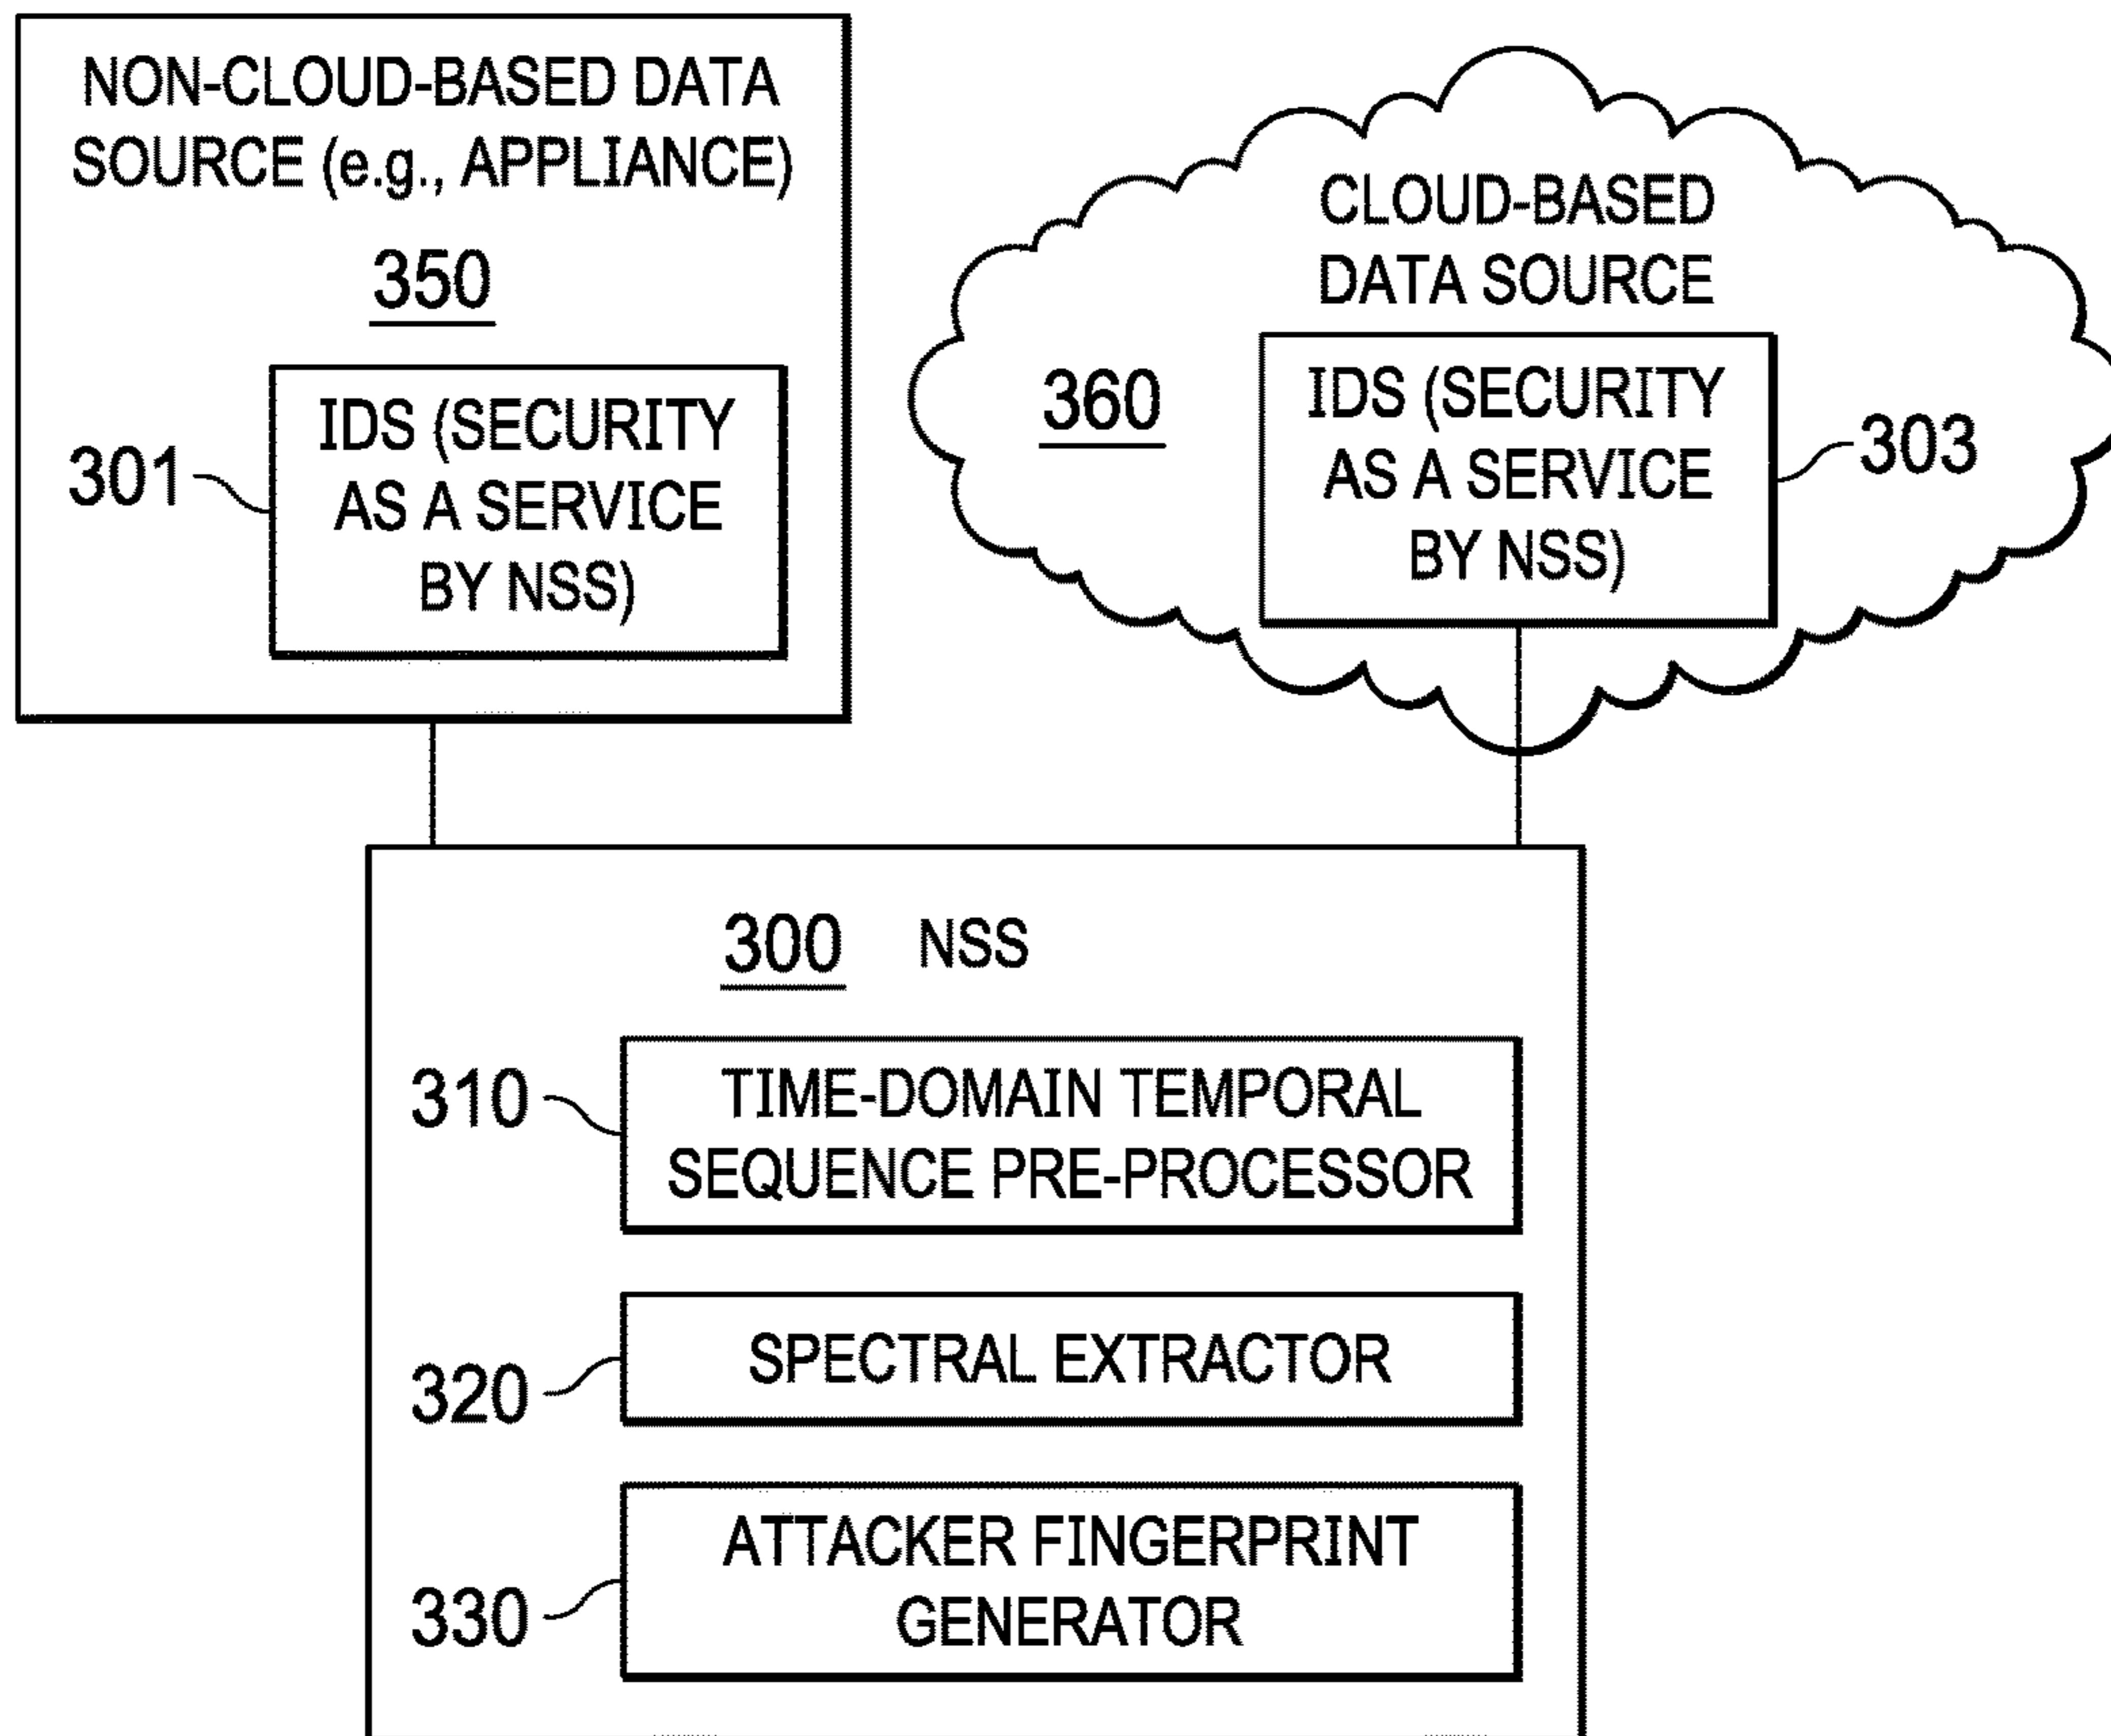 NON-CLOUD-BASED DATA
SOURCE (e.g., APPLIANCE)
350
301
IDS (SECURITY
AS A SERVICE
BY NSS)
CLOUD-BASED
DATA SOURCE
360
IDS (SECURITY
AS A SERVICE
BY NSS)
303
300 NSS
310
TIME-DOMAIN TEMPORAL
SEQUENCE PRE-PROCESSOR
320
SPECTRAL EXTRACTOR
330
ATTACKER FINGERPRINT
GENERATOR